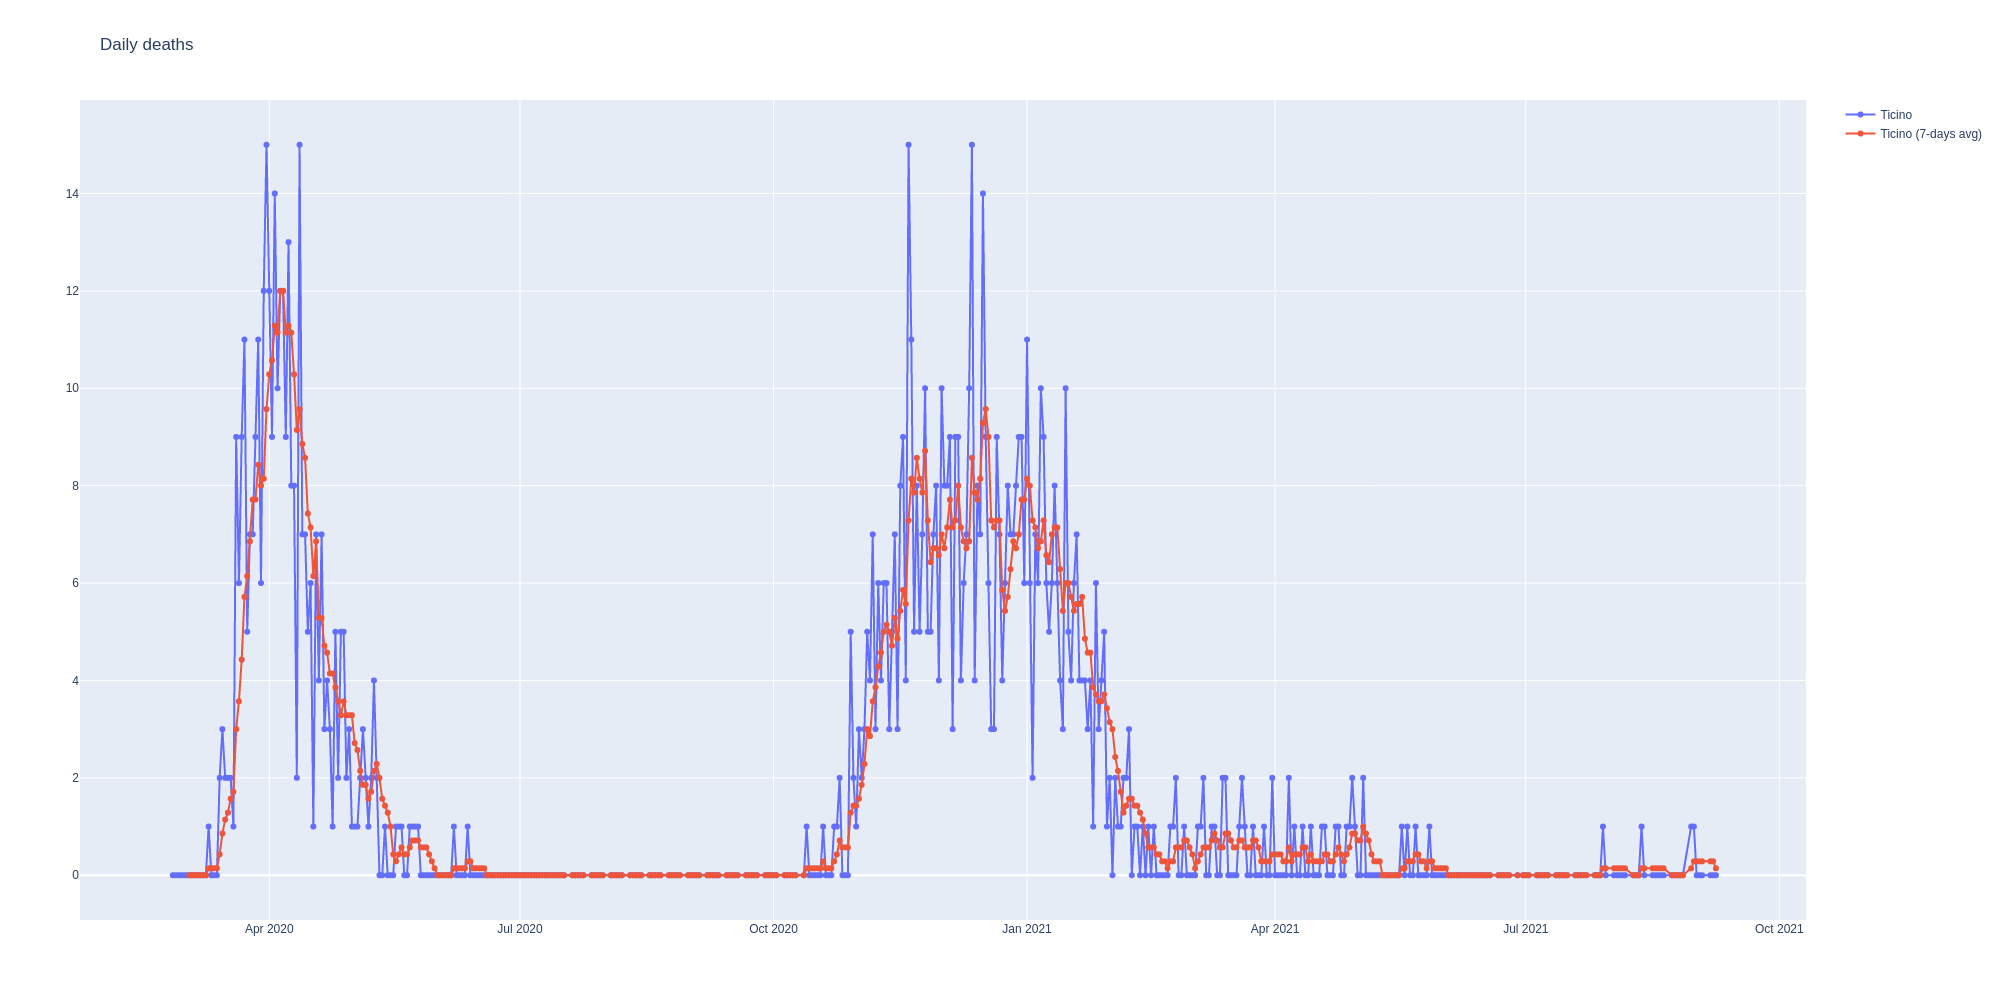 Daily deaths
Ticino
Ticino (7-days avg)
14
12
10
8
6
4
2
0
Apr 2020
Jul 2020
Oct 2020
Jan 2021
Apr 2021
Jul 2021
Oct 2021